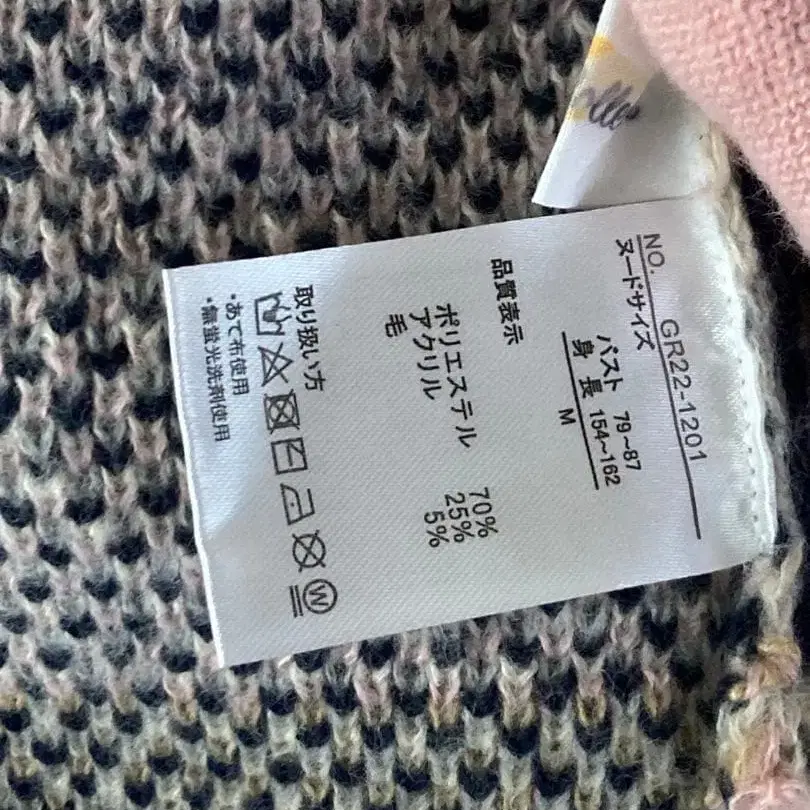 NO. GR22-1201
ヌードサイズ
バスト 79~87
身長 154~162
M
品質表示
ポリエステル 70%
アクリル 25%
毛 5%
取り扱い方
W
・あて布使用
・無蛍光洗剤使用